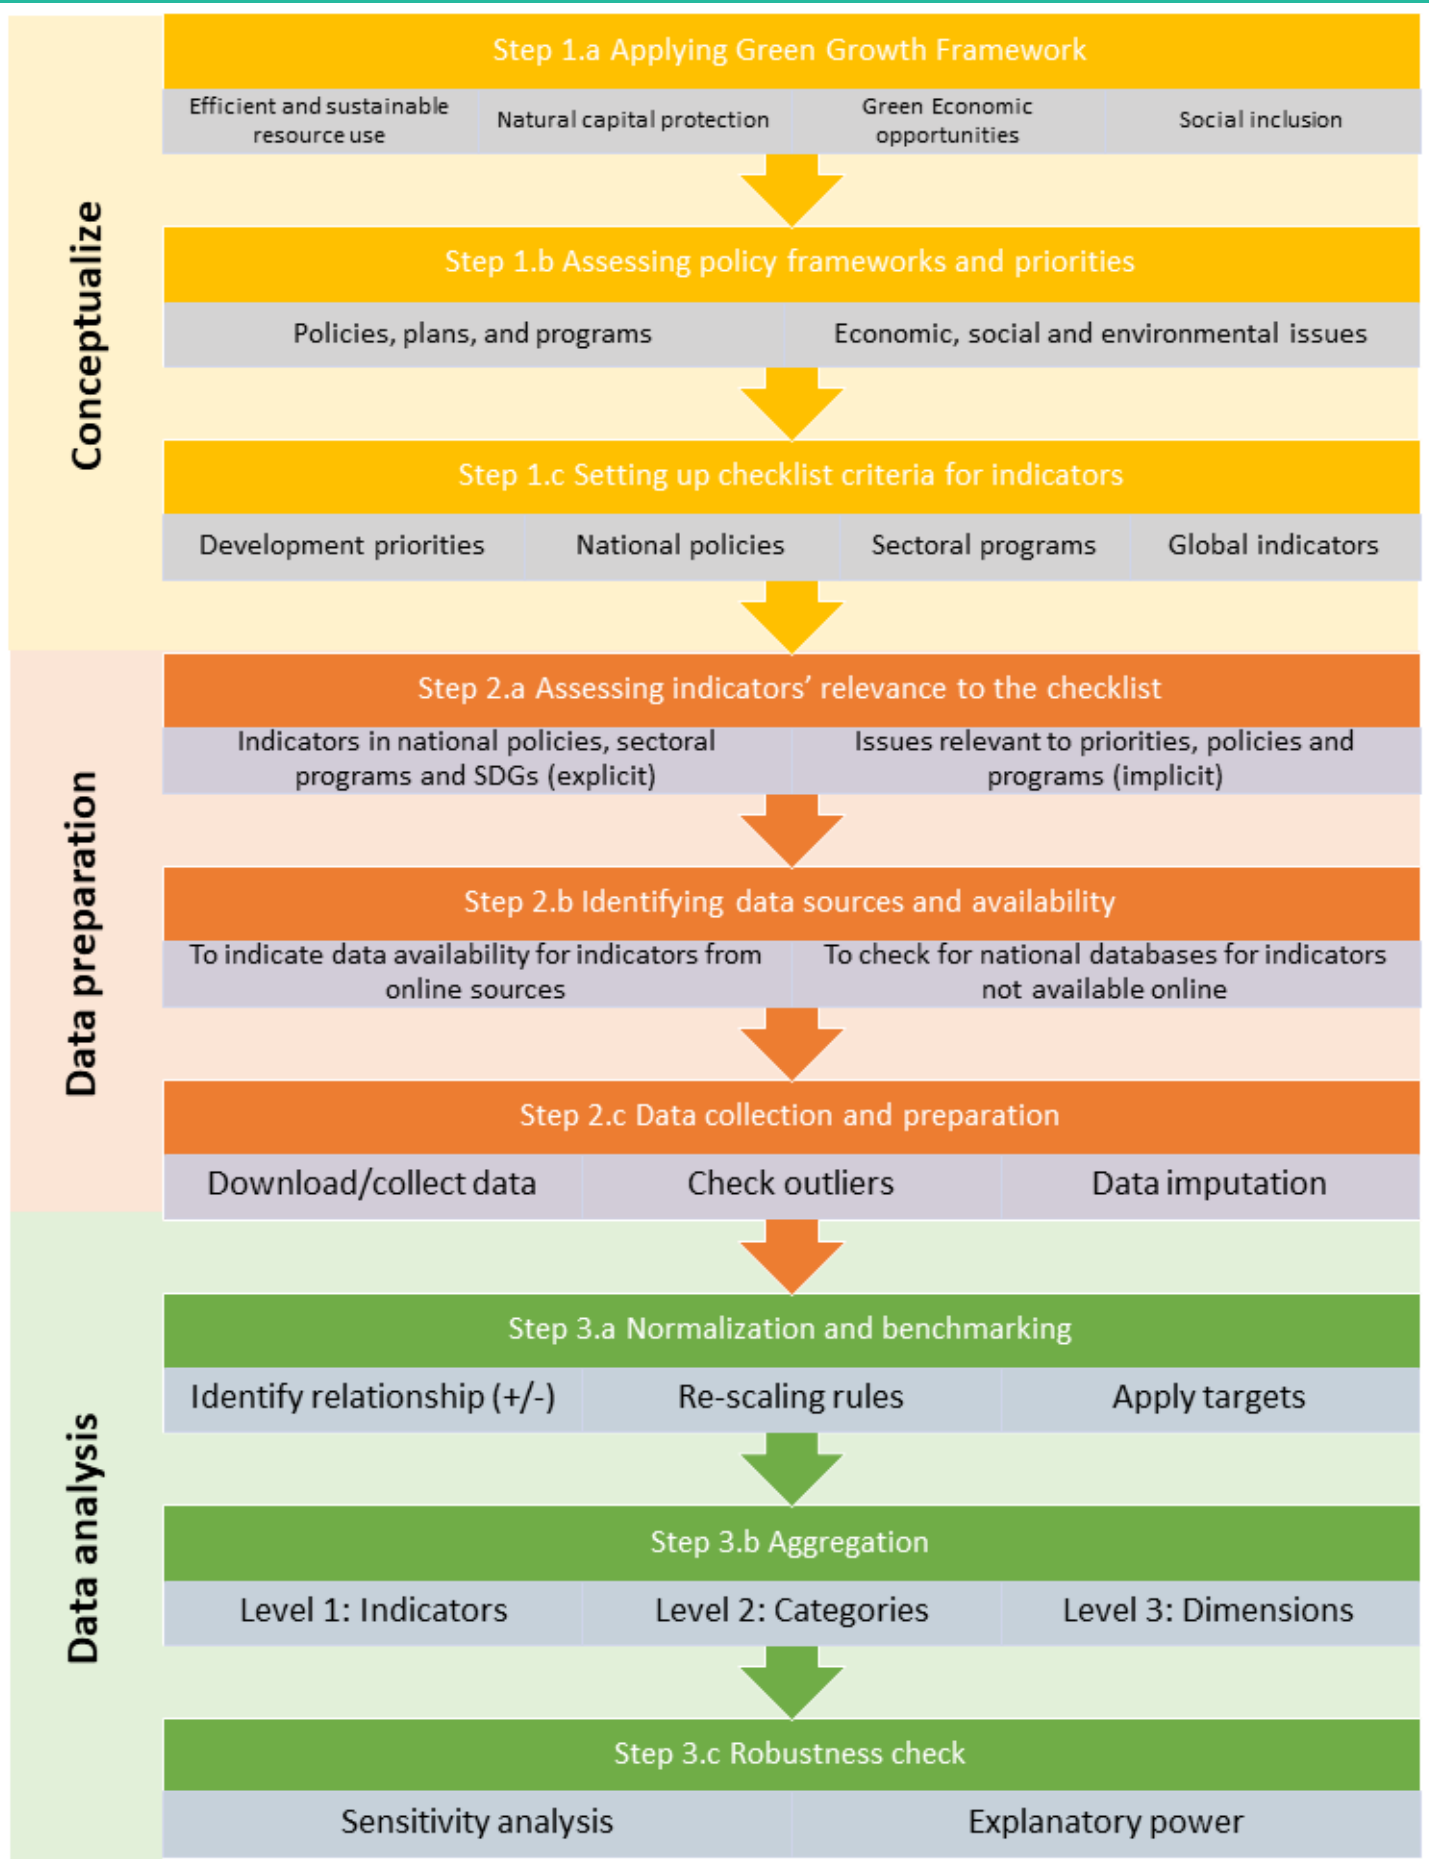 Conceptualize
Step 1.a Applying Green Growth Framework
Efficient and sustainable
resource use
Natural capital protection
Green Economic
opportunities
Social inclusion
Step 1.b Assessing policy frameworks and priorities
Policies, plans, and programs
Economic, social and environmental issues
Step 1.c Setting up checklist criteria for indicators
Development priorities
National policies
Sectoral programs
Global indicators
Data preparation
Step 2.a Assessing indicators’ relevance to the checklist
Indicators in national policies, sectoral
programs and SDGs (explicit)
Issues relevant to priorities, policies and
programs (implicit)
Step 2.b Identifying data sources and availability
To indicate data availability for indicators from
online sources
To check for national databases for indicators
not available online
Step 2.c Data collection and preparation
Download/collect data
Check outliers
Data imputation
Data analysis
Step 3.a Normalization and benchmarking
Identify relationship (+/-)
Re-scaling rules
Apply targets
Step 3.b Aggregation
Level 1: Indicators
Level 2: Categories
Level 3: Dimensions
Step 3.c Robustness check
Sensitivity analysis
Explanatory power